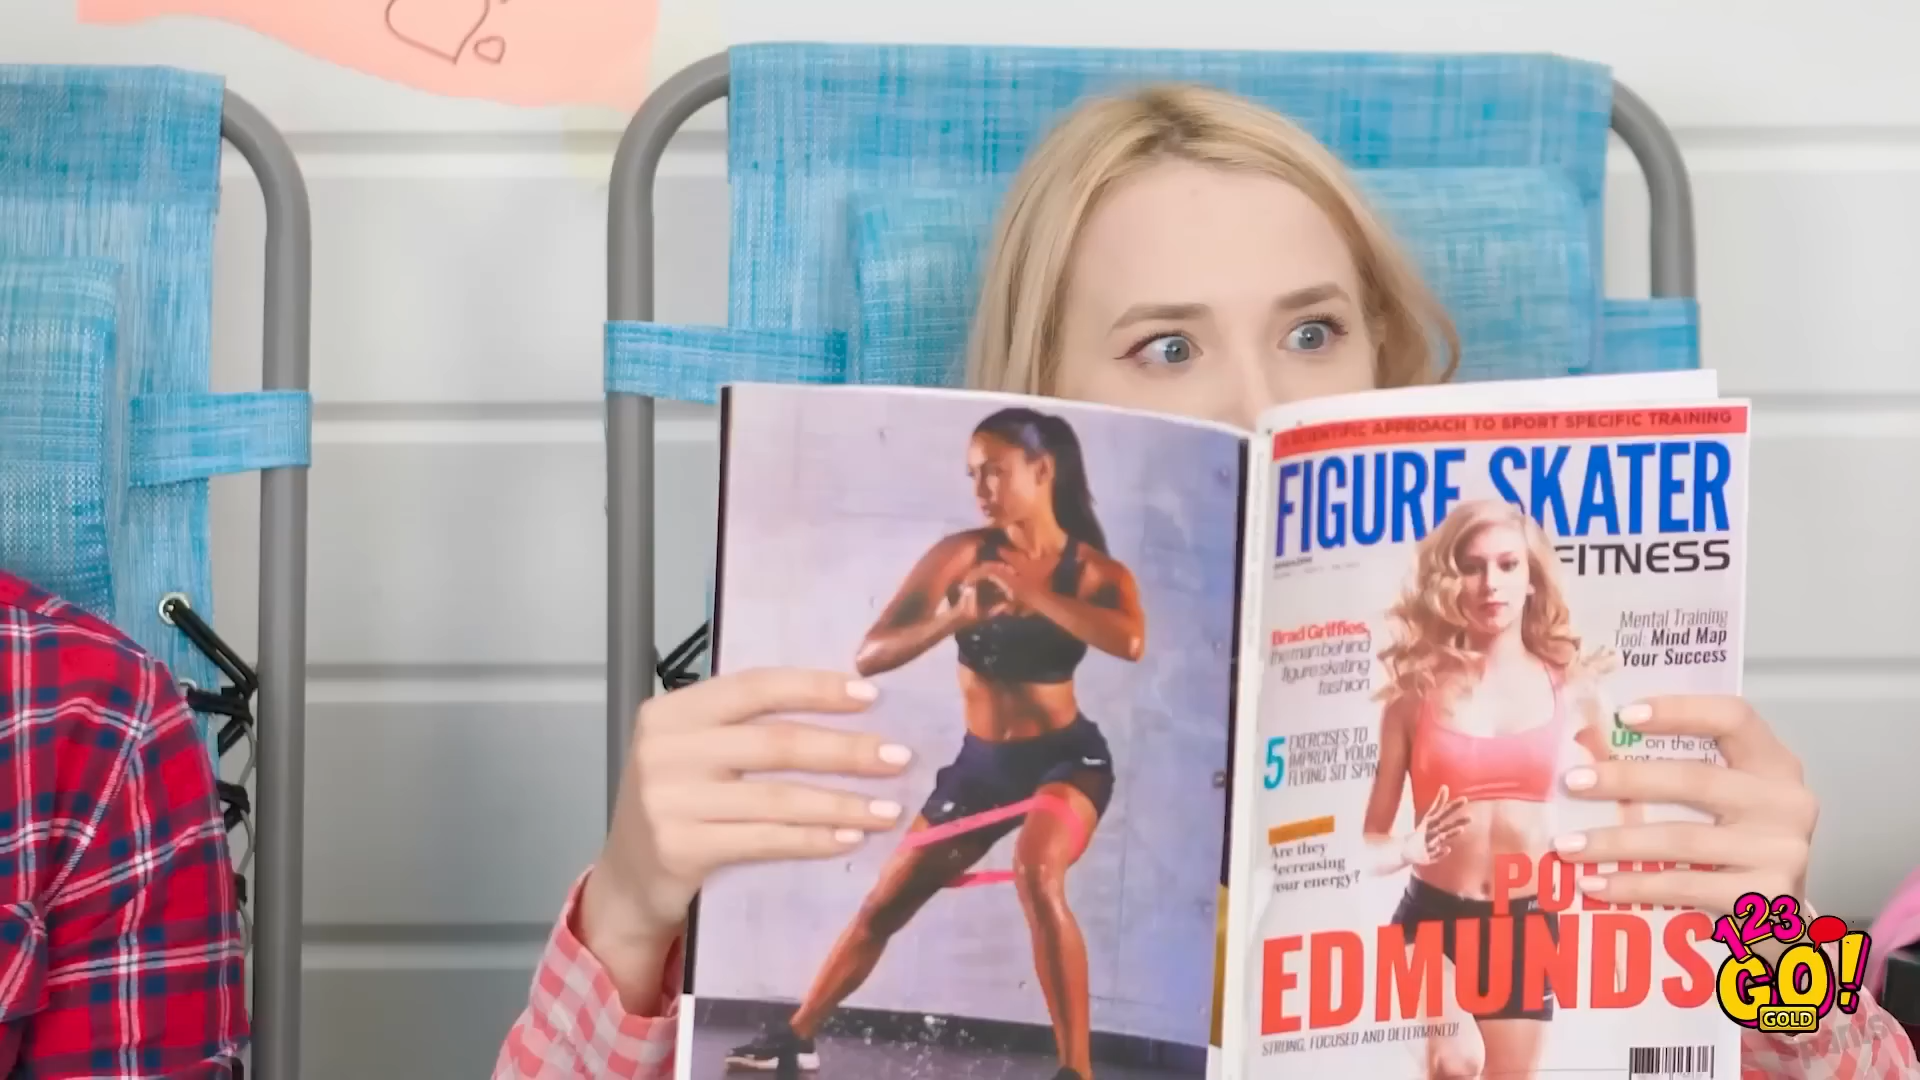 SCIENTIFIC APPROACH TO SPORT SPECIFIC TRAINING
FIGURE SKATER
FITNESS
Mental Training
Tool: Mind Map
Your Success
Brad Griffies,
the man behind
figure skating
fashion
UP on the ice
5 EXERCISES TO
IMPROVE YOUR
FLYING SIT SPIN
Are they
decreasing
your energy?
EDMUNDS
STRONG, FOCUSED AND DETERMINED!
123
GO!
GOLD